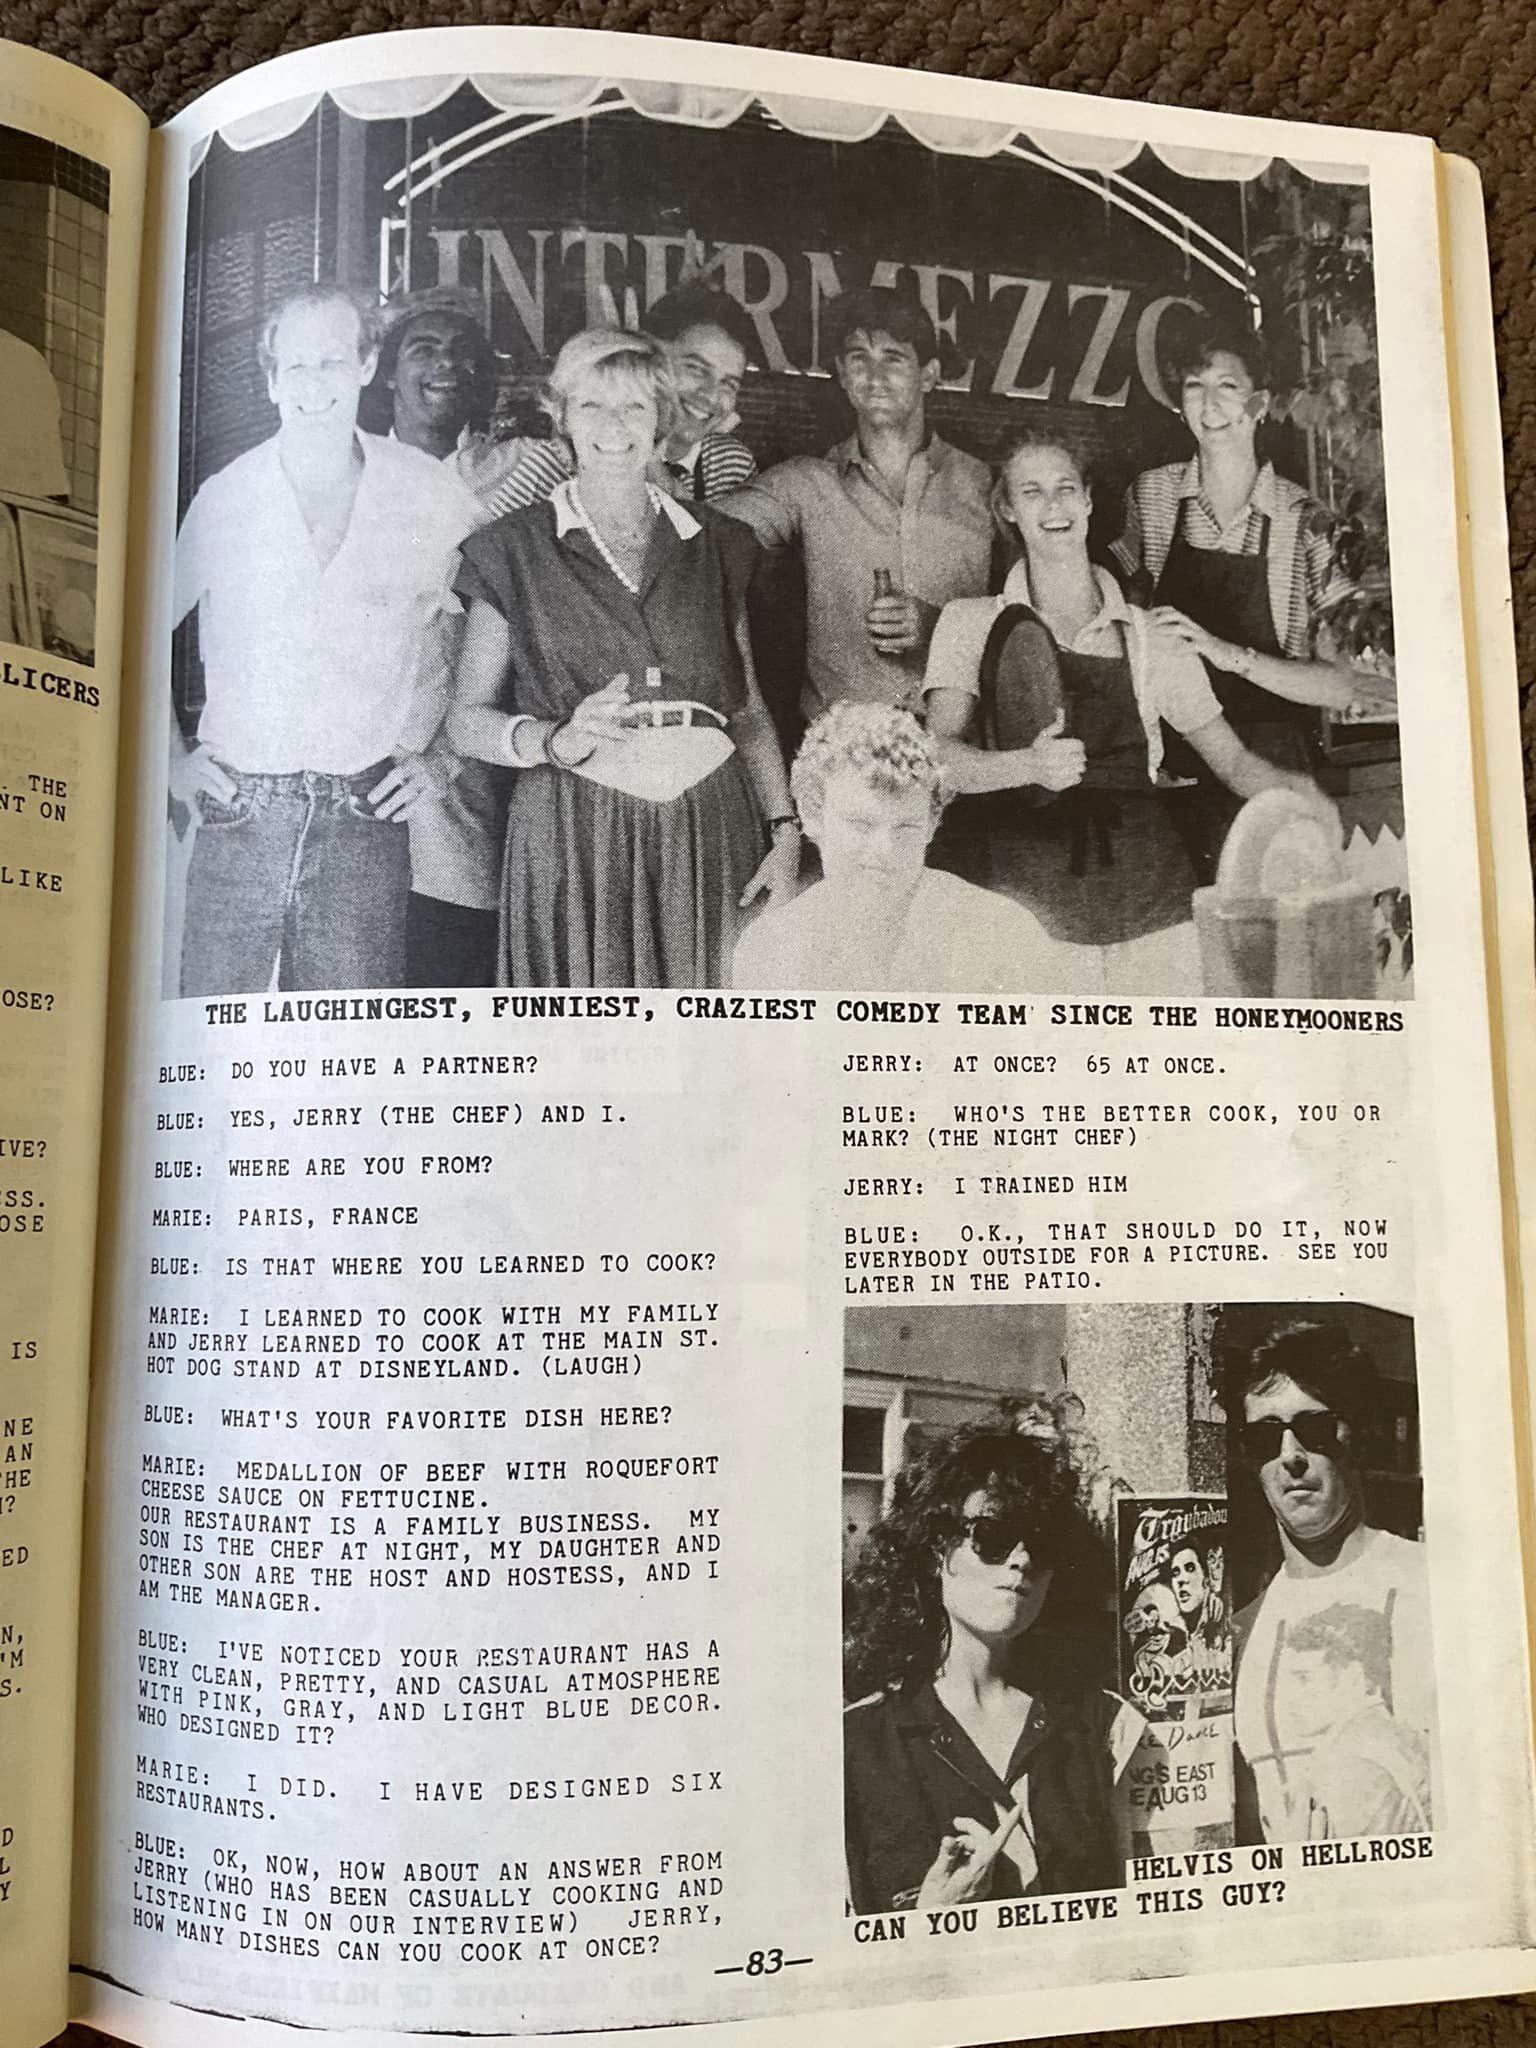 LICERS
. THE
NT ON
LIKE
OSE?
IVE?
ESS.
OSE
IS
NE
AN
HE
?
ED
N,
'M
S.
D
L
Y
INTERMEZZO
THE LAUGHINGEST, FUNNIEST, CRAZIEST COMEDY TEAM SINCE THE HONEYMOONERS
BLUE: DO YOU HAVE A PARTNER?
BLUE: YES, JERRY (THE CHEF) AND I.
BLUE: WHERE ARE YOU FROM?
MARIE: PARIS, FRANCE
BLUE: IS THAT WHERE YOU LEARNED TO COOK?
MARIE: I LEARNED TO COOK WITH MY FAMILY
AND JERRY LEARNED TO COOK AT THE MAIN ST.
HOT DOG STAND AT DISNEYLAND. (LAUGH)
BLUE: WHAT'S YOUR FAVORITE DISH HERE?
MARIE: MEDALLION OF BEEF WITH ROQUEFORT
CHEESE SAUCE ON FETTUCINE.
OUR RESTAURANT IS A FAMILY BUSINESS. MY
SON IS THE CHEF AT NIGHT, MY DAUGHTER AND
OTHER SON ARE THE HOST AND HOSTESS, AND I
AM THE MANAGER.
BLUE: I'VE NOTICED YOUR RESTAURANT HAS A
VERY CLEAN, PRETTY, AND CASUAL ATMOSPHERE
WITH PINK, GRAY, AND LIGHT BLUE DECOR.
WHO DESIGNED IT?
MARIE: I DID. I HAVE DESIGNED SIX
RESTAURANTS.
BLUE: OK, NOW, HOW ABOUT AN ANSWER FROM
JERRY (WHO HAS BEEN CASUALLY COOKING AND
LISTENING IN ON OUR INTERVIEW) JERRY,
HOW MANY DISHES CAN YOU COOK AT ONCE?
JERRY: AT ONCE? 65 AT ONCE.
BLUE: WHO'S THE BETTER COOK, YOU OR
MARK? (THE NIGHT CHEF)
JERRY: I TRAINED HIM
BLUE: O.K., THAT SHOULD DO IT, NOW
EVERYBODY OUTSIDE FOR A PICTURE. SEE YOU
LATER IN THE PATIO.
Troubadou
DARE
NG'S EAST
E AUG 13
HELVIS ON HELLROSE
CAN YOU BELIEVE THIS GUY?
—83—